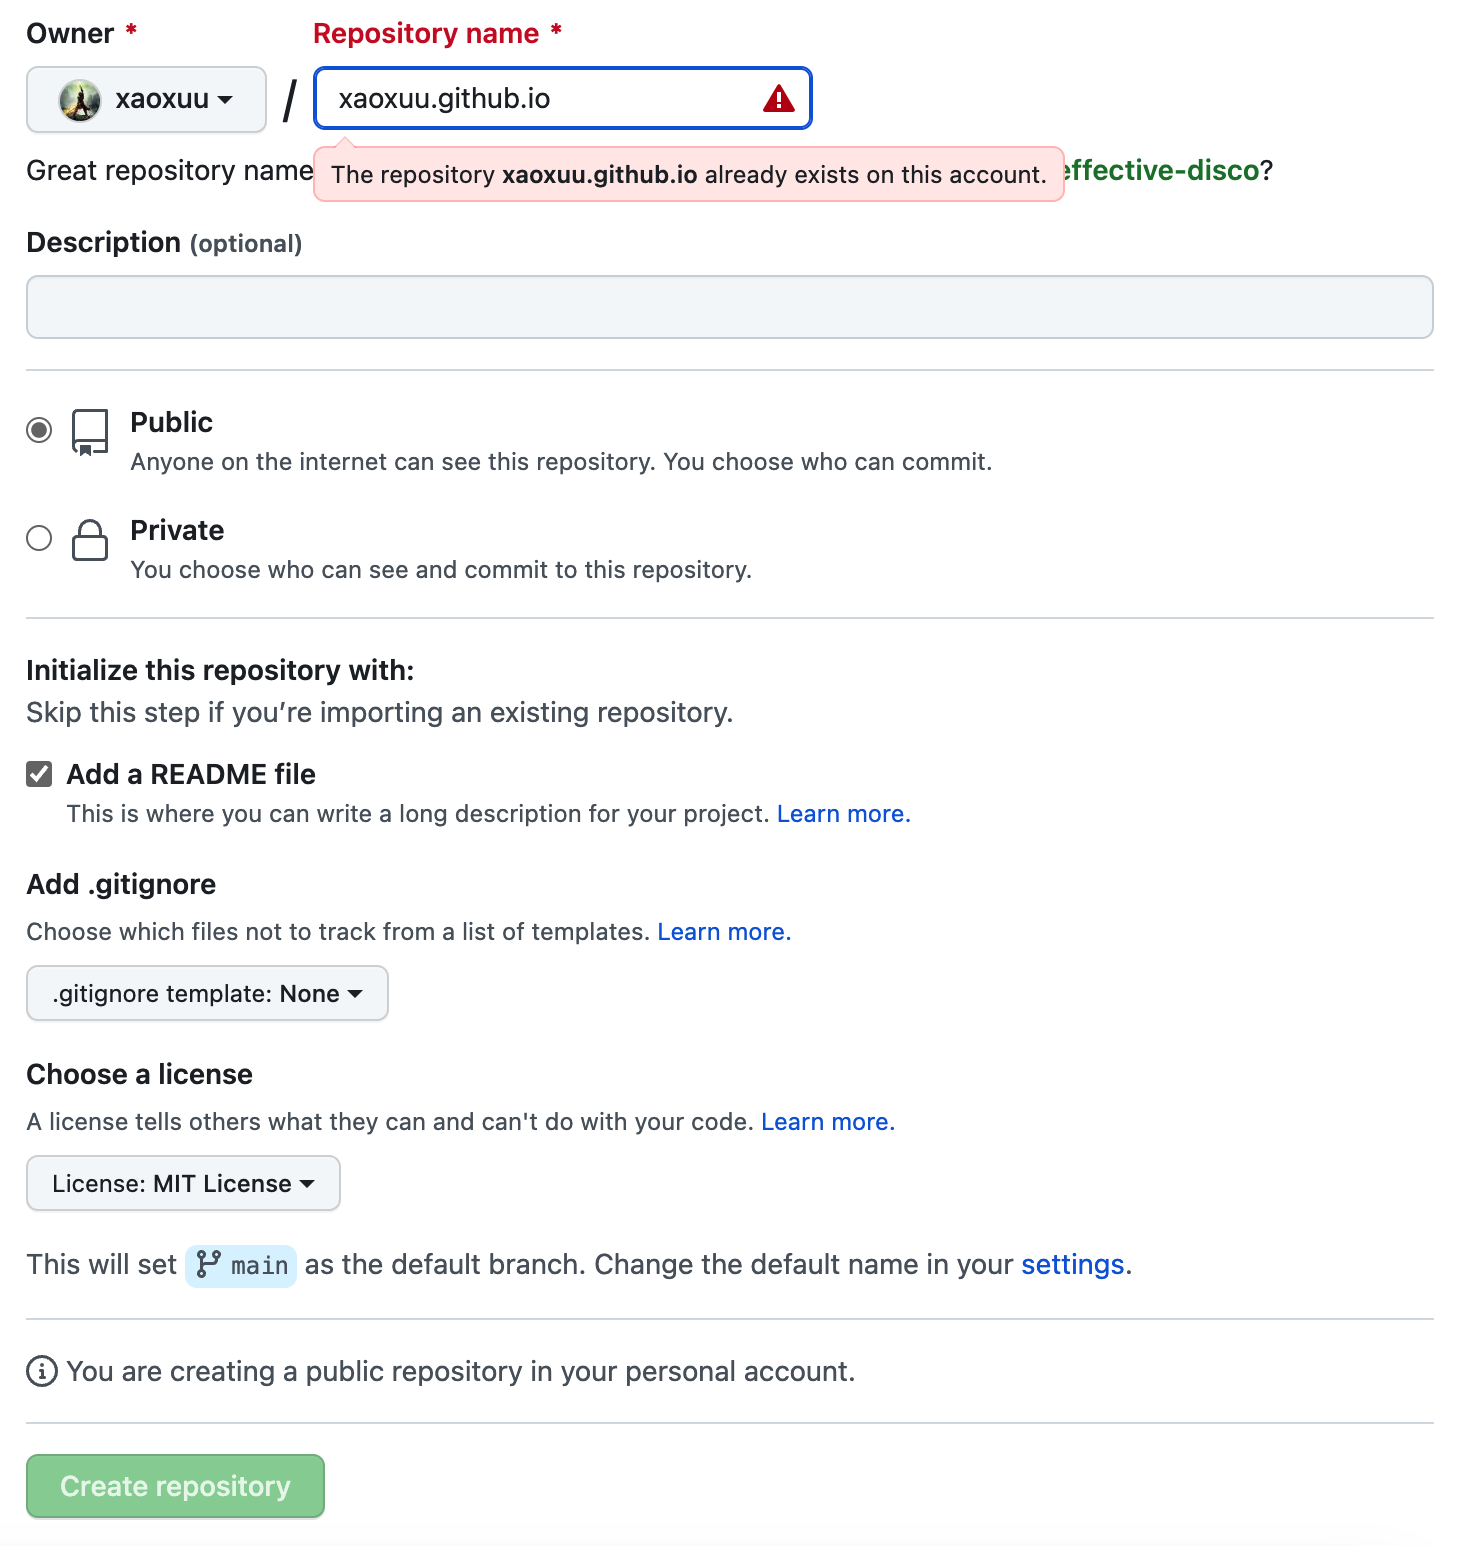 Owner * Repository name *
xaoxuu / xaoxuu.github.io
Great repository name
The repository xaoxuu.github.io already exists on this account.
effective-disco?
Description (optional)
Public
Anyone on the internet can see this repository. You choose who can commit.
Private
You choose who can see and commit to this repository.
Initialize this repository with:
Skip this step if you’re importing an existing repository.
Add a README file
This is where you can write a long description for your project. Learn more.
Add .gitignore
Choose which files not to track from a list of templates. Learn more.
.gitignore template: None
Choose a license
A license tells others what they can and can't do with your code. Learn more.
License: MIT License
This will set main as the default branch. Change the default name in your settings.
You are creating a public repository in your personal account.
Create repository